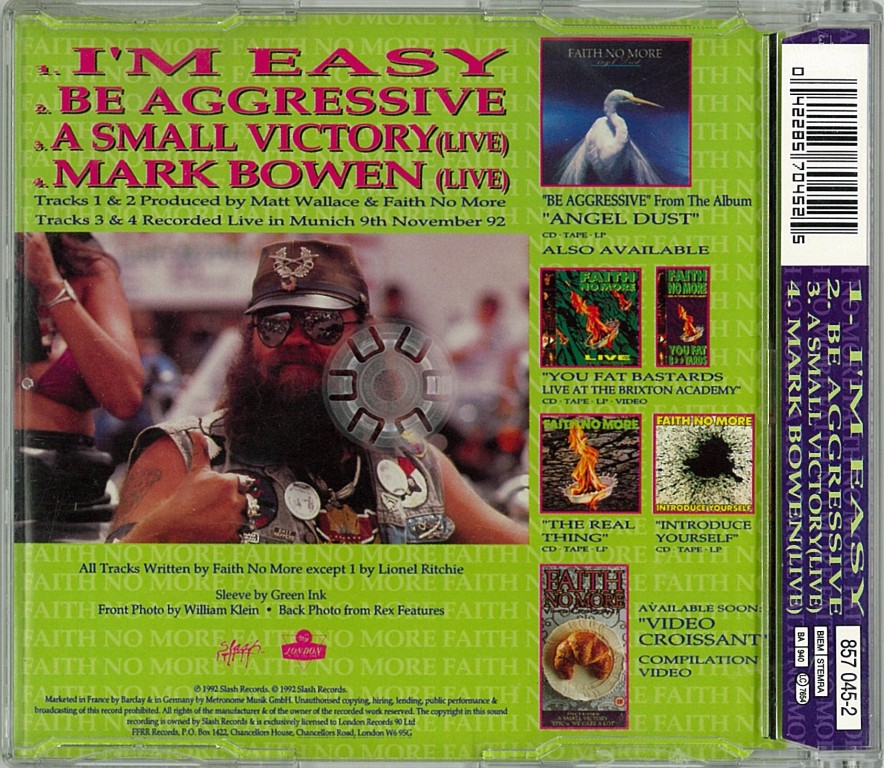 1. I'M EASY
2. BE AGGRESSIVE
3. A SMALL VICTORY (LIVE)
4. MARK BOWEN (LIVE)
Tracks 1 & 2 Produced by Matt Wallace & Faith No More
Tracks 3 & 4 Recorded Live in Munich 9th November 92
FAITH NO MORE
Angel Dust
"BE AGGRESSIVE" From The Album
"ANGEL DUST"
CD · TAPE · LP
ALSO AVAILABLE
FAITH
NO MORE
LIVE
FAITH
NO MORE
YOU FAT
B**TARDS
"YOU FAT BASTARDS
LIVE AT THE BRIXTON ACADEMY"
CD · TAPE · LP · VIDEO
FAITH NO MORE
"THE REAL
THING"
CD · TAPE · LP
FAITH NO MORE
INTRODUCE YOURSELF
"INTRODUCE
YOURSELF"
CD · TAPE · LP
FAITH
NO MORE
AVAILABLE SOON:
"VIDEO
CROISSANT"
COMPILATION
VIDEO
All Tracks Written by Faith No More except 1 by Lionel Ritchie
Sleeve by Green Ink
Front Photo by William Klein • Back Photo from Rex Features
Slash
LONDON
℗ 1992 Slash Records. © 1992 Slash Records.
Marketed in France by Barclay & in Germany by Metronome Musik GmbH. Unauthorised copying, hiring, lending, public performance &
broadcasting of this record prohibited. All rights of the manufacturer & of the owner of the recorded work reserved. The copyright in this sound
recording is owned by Slash Records & is exclusively licensed to London Records 90 Ltd
FFRR Records, P.O. Box 1422, Chancellors House, Chancellors Road, London W6 9SG
0 42285 70452 5
1. I'M EASY
2. BE AGGRESSIVE
3. A SMALL VICTORY (LIVE)
4. MARK BOWEN (LIVE)
857 045-2
BIEM STEMRA
BA 940
LC 7654